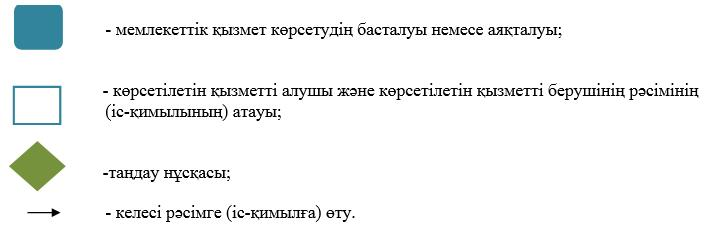 - мемлекеттік қызмет көрсетудің басталуы немесе аяқталуы;
- көрсетілетін қызметті алушы және көрсетілетін қызметті берушінің рәсімінің
(іс-қимылының) атауы;
-таңдау нұсқасы;
- келесі рәсімге (іс-қимылға) өту.